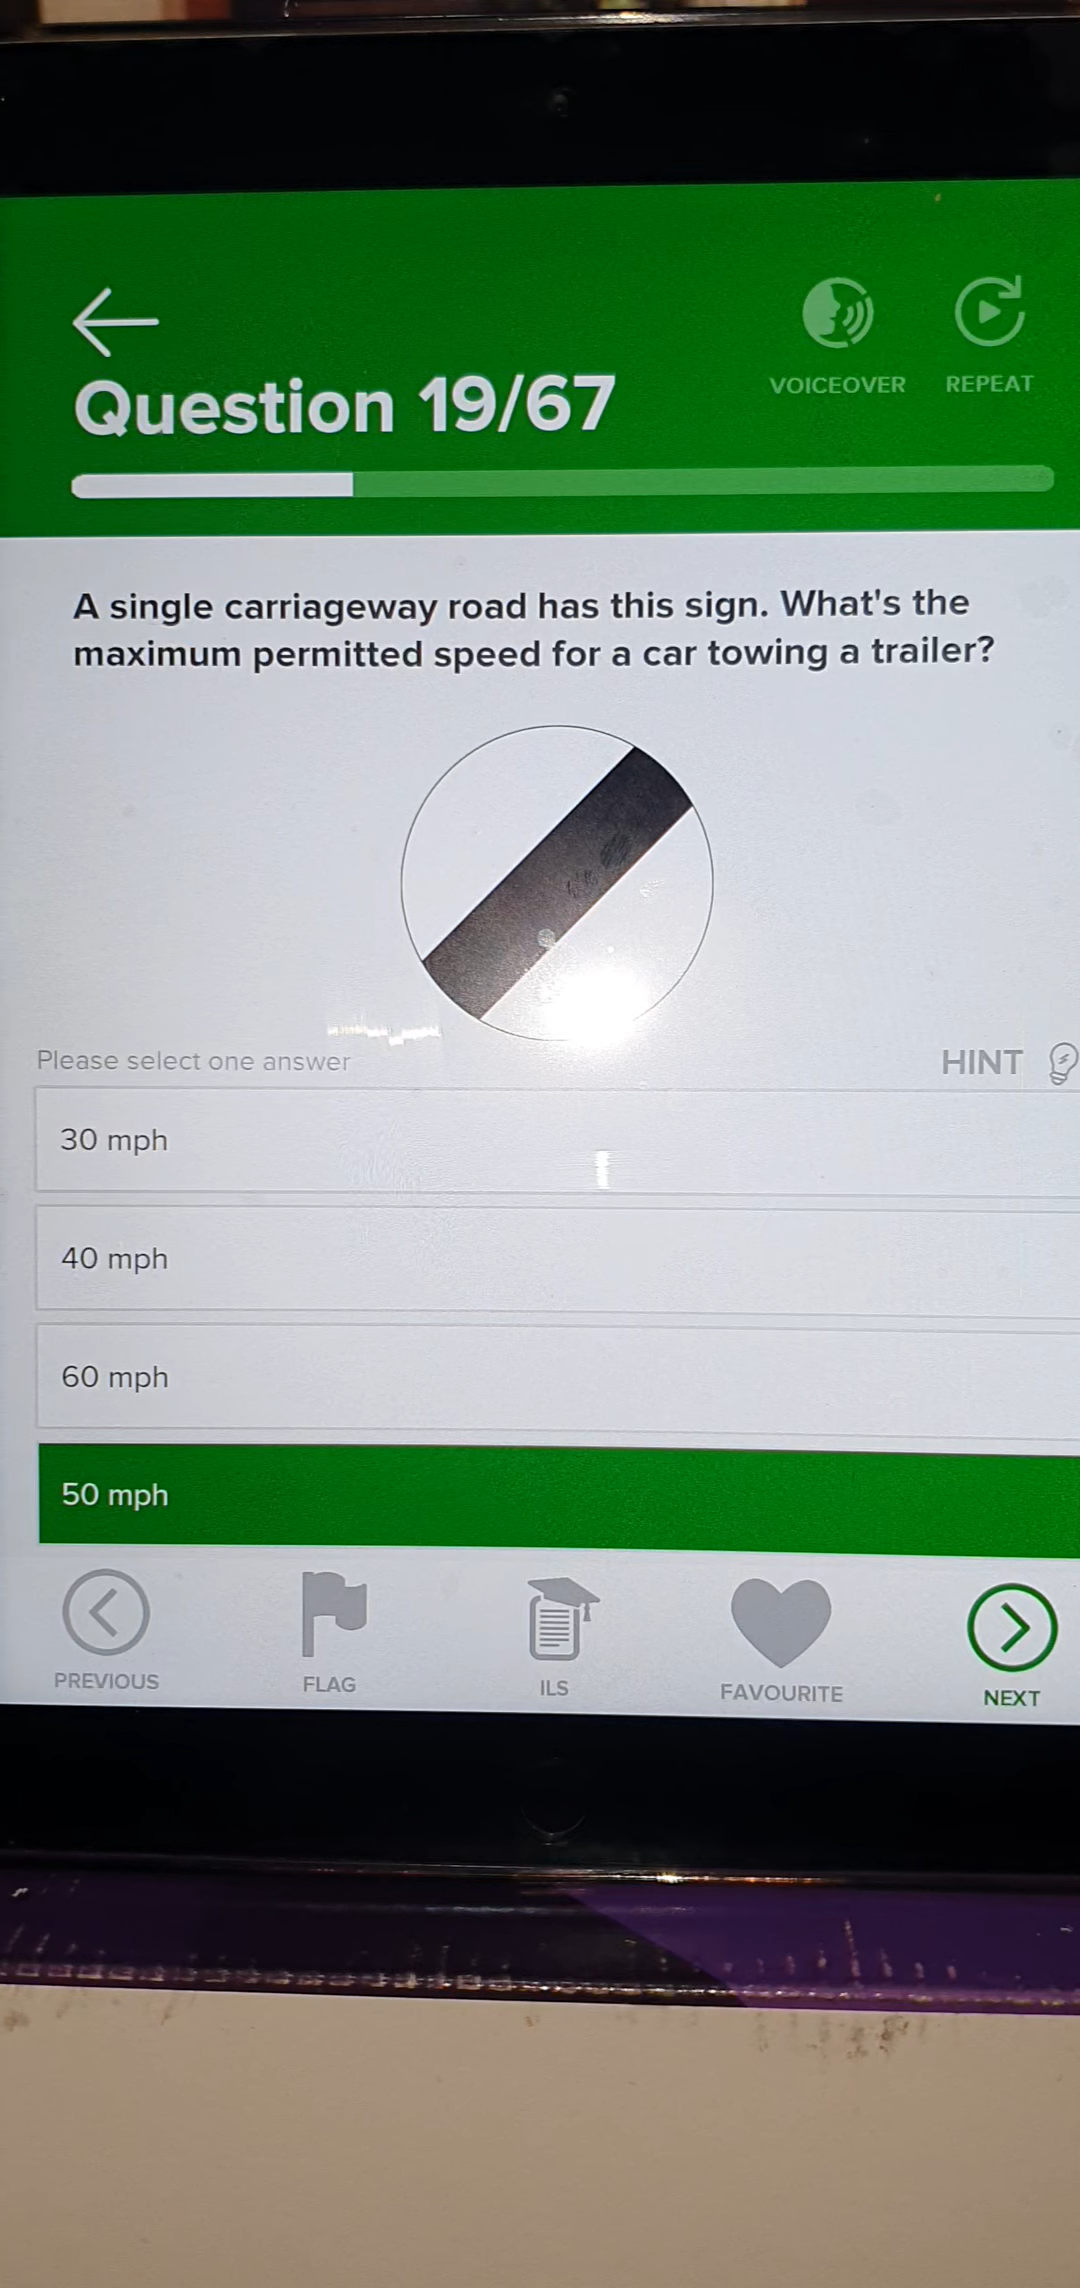 VOICEOVER
REPEAT
Question 19/67
A single carriageway road has this sign. What's the
maximum permitted speed for a car towing a trailer?
Please select one answer
HINT
30 mph
40 mph
60 mph
50 mph
PREVIOUS
FLAG
ILS
FAVOURITE
NEXT